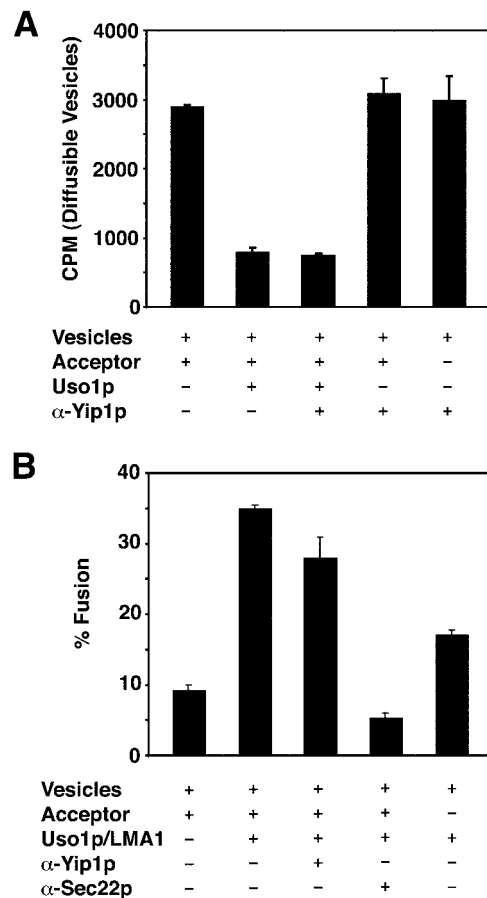 A
CPM (Diffusible Vesicles)
4000
3000
2000
1000
0
Vesicles + + + + +
Acceptor + + + + −
Uso1p − + + − −
α-Yip1p − − + + +
B
% Fusion
40
30
20
10
0
Vesicles + + + + +
Acceptor + + + + −
Uso1p/LMA1 − + + + +
α-Yip1p − − + − −
α-Sec22p − − − + −